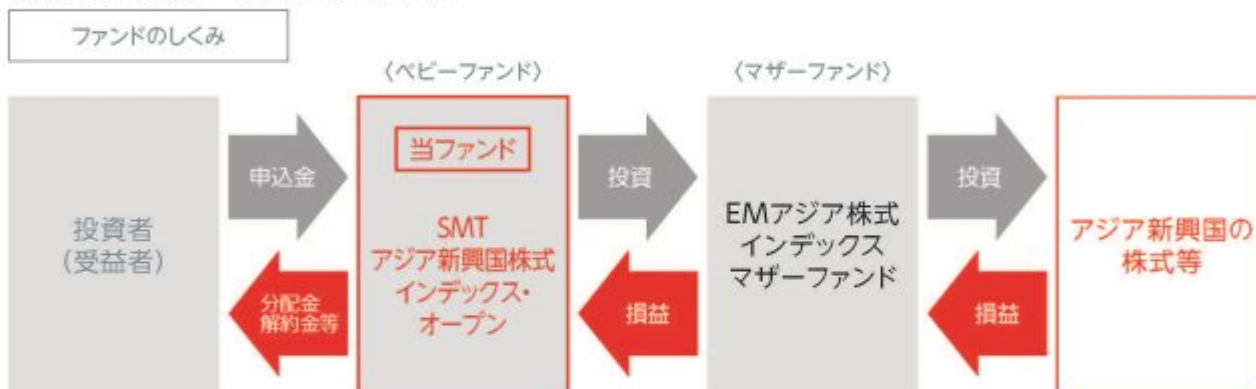 ファンドのしくみ
〈ベビーファンド〉
〈マザーファンド〉
投資者
(受益者)
申込金
分配金
解約金等
当ファンド
SMT
アジア新興国株式
インデックス・
オープン
投資
損益
EMアジア株式
インデックス
マザーファンド
投資
損益
アジア新興国の
株式等